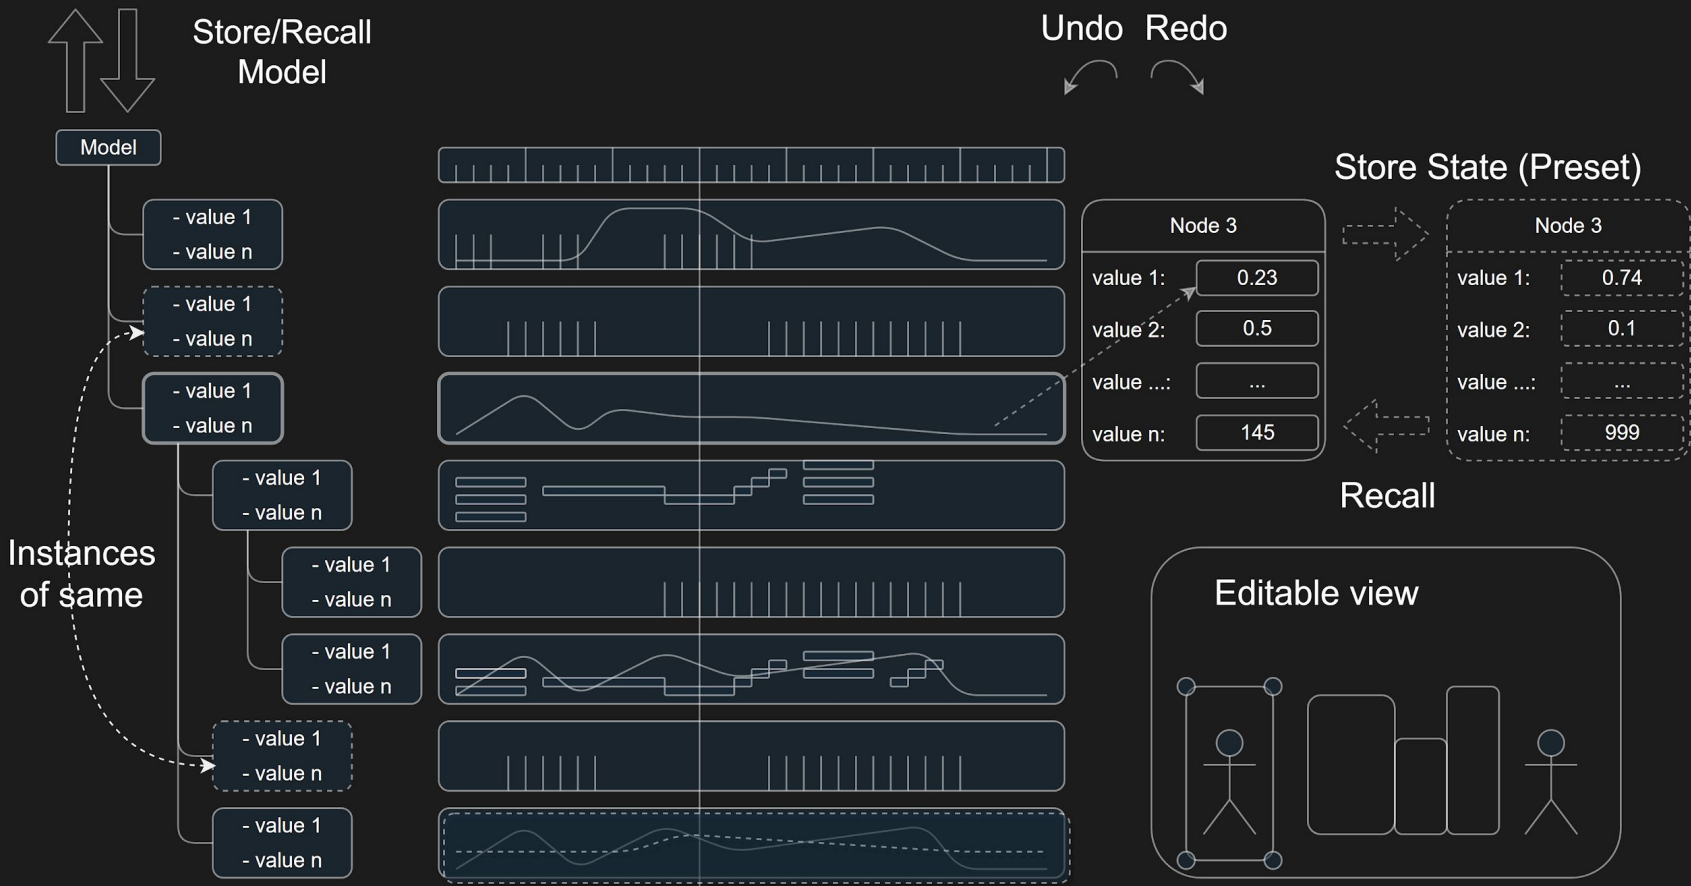 Store/Recall
Model
Undo Redo
Model
Store State (Preset)
- value 1
- value n
- value 1
- value n
- value 1
- value n
- value 1
- value n
- value 1
- value n
- value 1
- value n
- value 1
- value n
- value 1
- value n
Instances
of same
Node 3
value 1: 0.23
value 2: 0.5
value ...: ...
value n: 145
Node 3
value 1: 0.74
value 2: 0.1
value ...: ...
value n: 999
Recall
Editable view